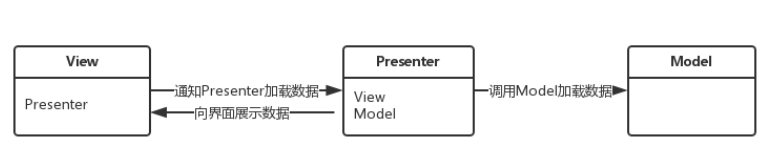 View
Presenter
通知Presenter加载数据
向界面展示数据
Presenter
View
Model
调用Model加载数据
Model